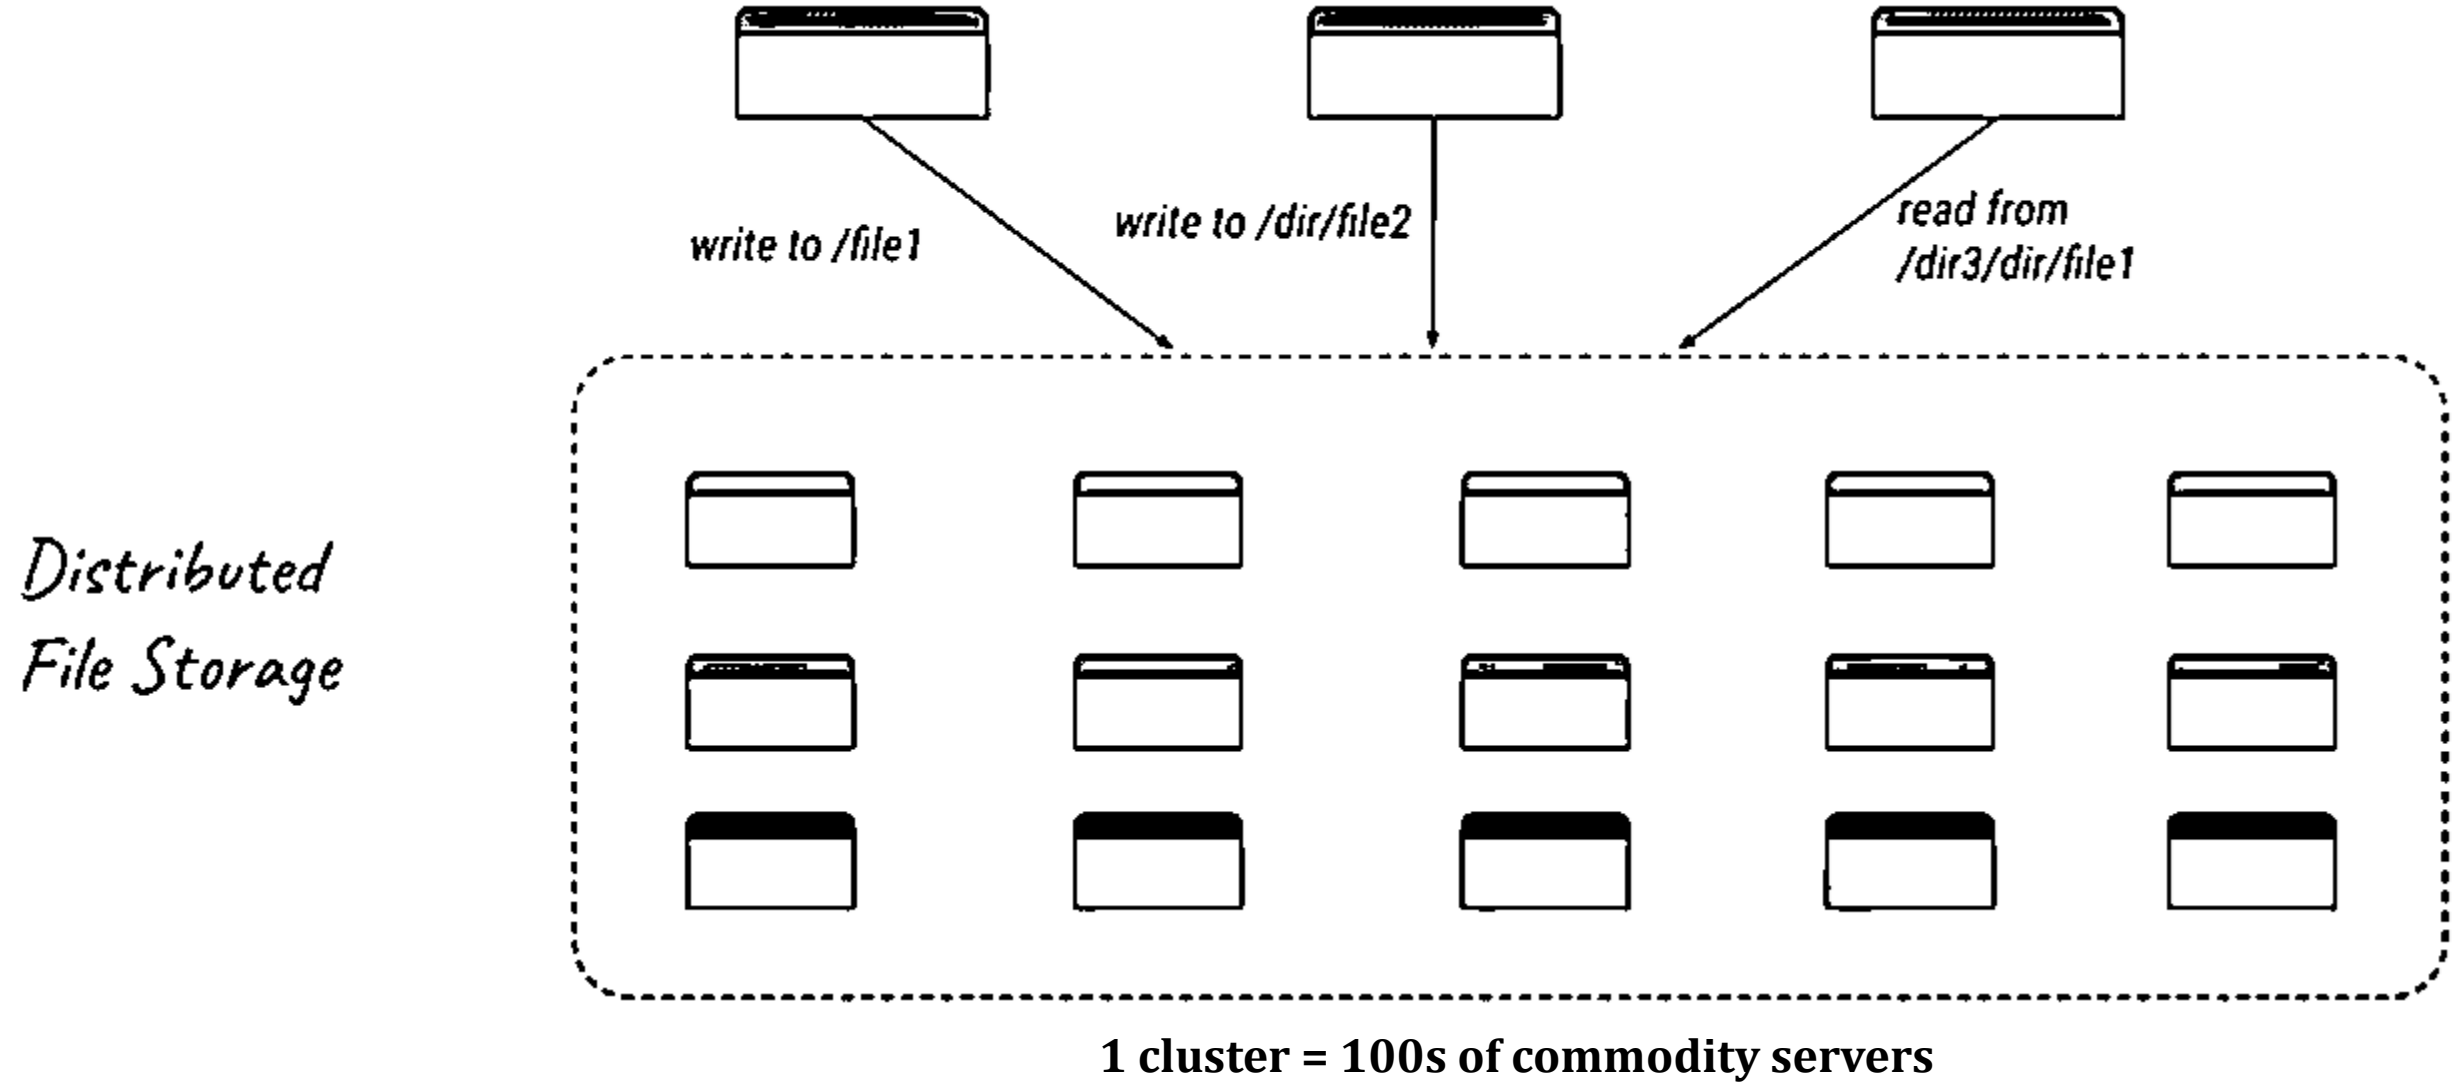 write to /file1
write to /dir/file2
read from
/dir3/dir/file1
Distributed
File Storage
1 cluster = 100s of commodity servers